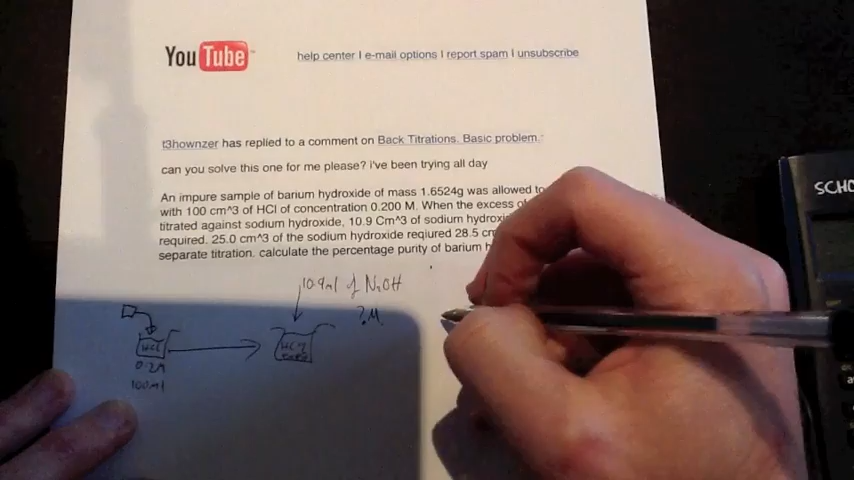 YouTube
help center | e-mail options | report spam | unsubscribe
t3hownzer has replied to a comment on Back Titrations. Basic problem.
can you solve this one for me please? i've been trying all day
An impure sample of barium hydroxide of mass 1.6524g was allowed to
with 100 cm^3 of HCl of concentration 0.200 M. When the excess of
titrated against sodium hydroxide, 10.9 Cm^3 of sodium hydroxi
required. 25.0 cm^3 of the sodium hydroxide reqiured 28.5 cm
separate titration. calculate the percentage purity of barium h
10.9ml of NaOH
?M
HCl
0.2M
100ml
HCl
SCHO